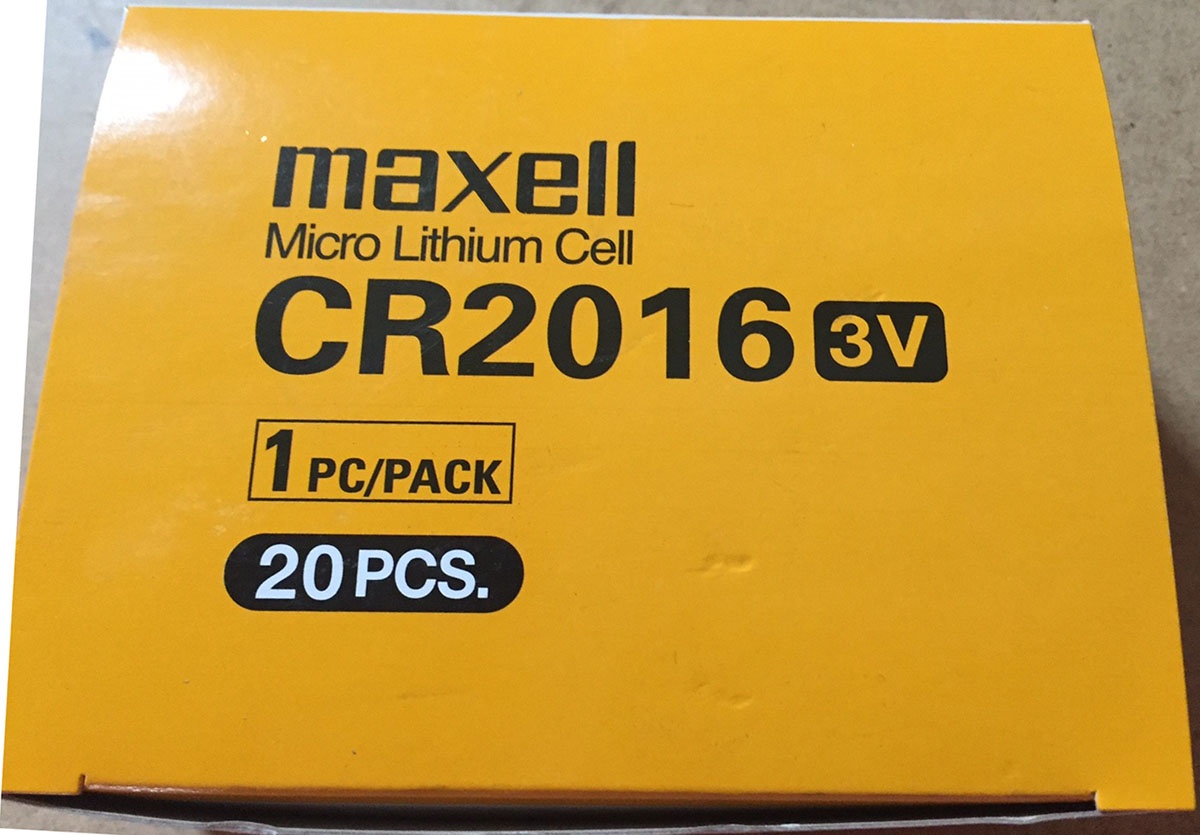 maxell
Micro Lithium Cell
CR2016 3V
1 PC/PACK
20 PCS.